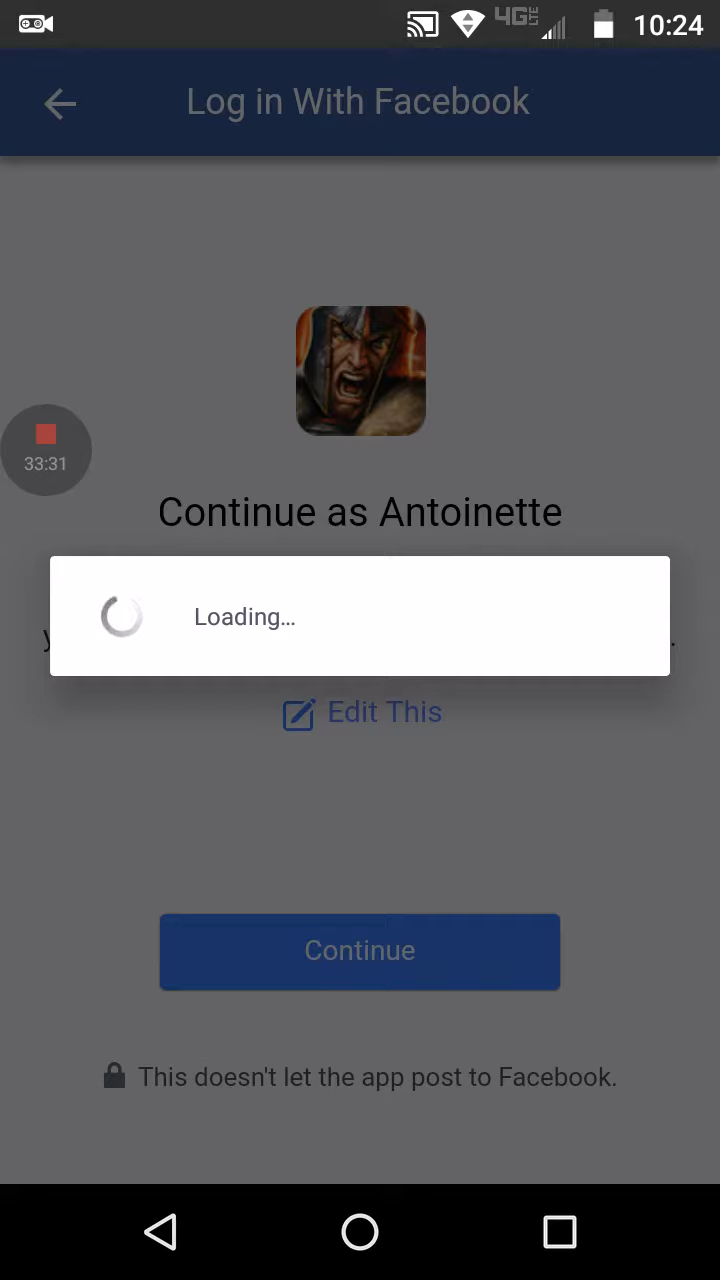 4G LTE 10:24
Log in With Facebook
33:31
Continue as Antoinette
Loading...
Edit This
Continue
This doesn't let the app post to Facebook.